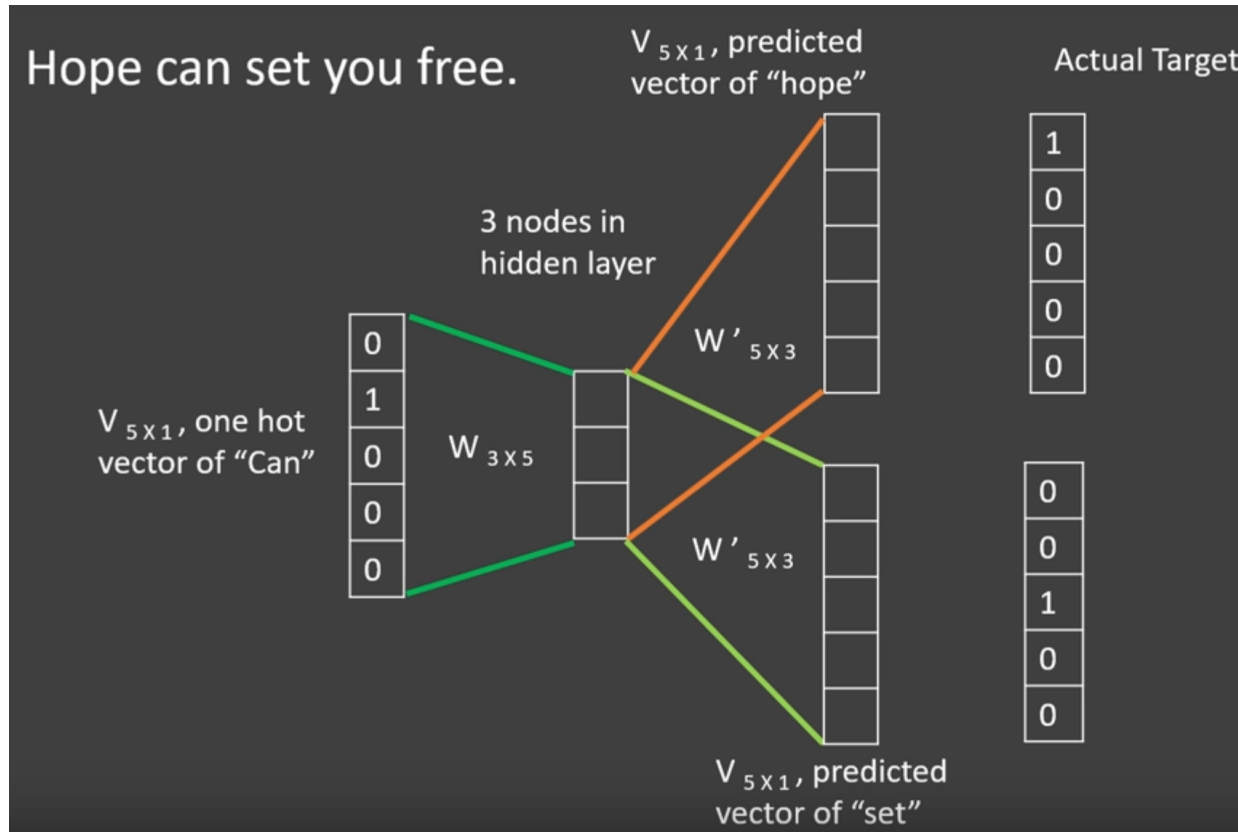 Hope can set you free.
V 5 X 1, predicted
vector of “hope”
Actual Target
1
0
0
0
0
3 nodes in
hidden layer
W ’ 5 X 3
0
1
0
0
0
V 5 X 1, one hot
vector of “Can”
W 3 X 5
W ’ 5 X 3
0
0
1
0
0
V 5 X 1, predicted
vector of “set”